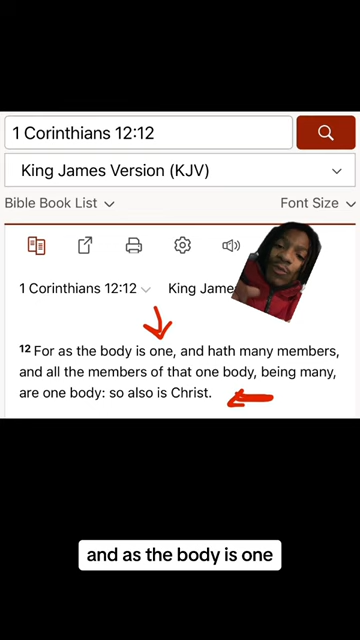 1 Corinthians 12:12
King James Version (KJV)
Bible Book List
Font Size
1 Corinthians 12:12
King Jame
12 For as the body is one, and hath many members,
and all the members of that one body, being many,
are one body: so also is Christ.
and as the body is one